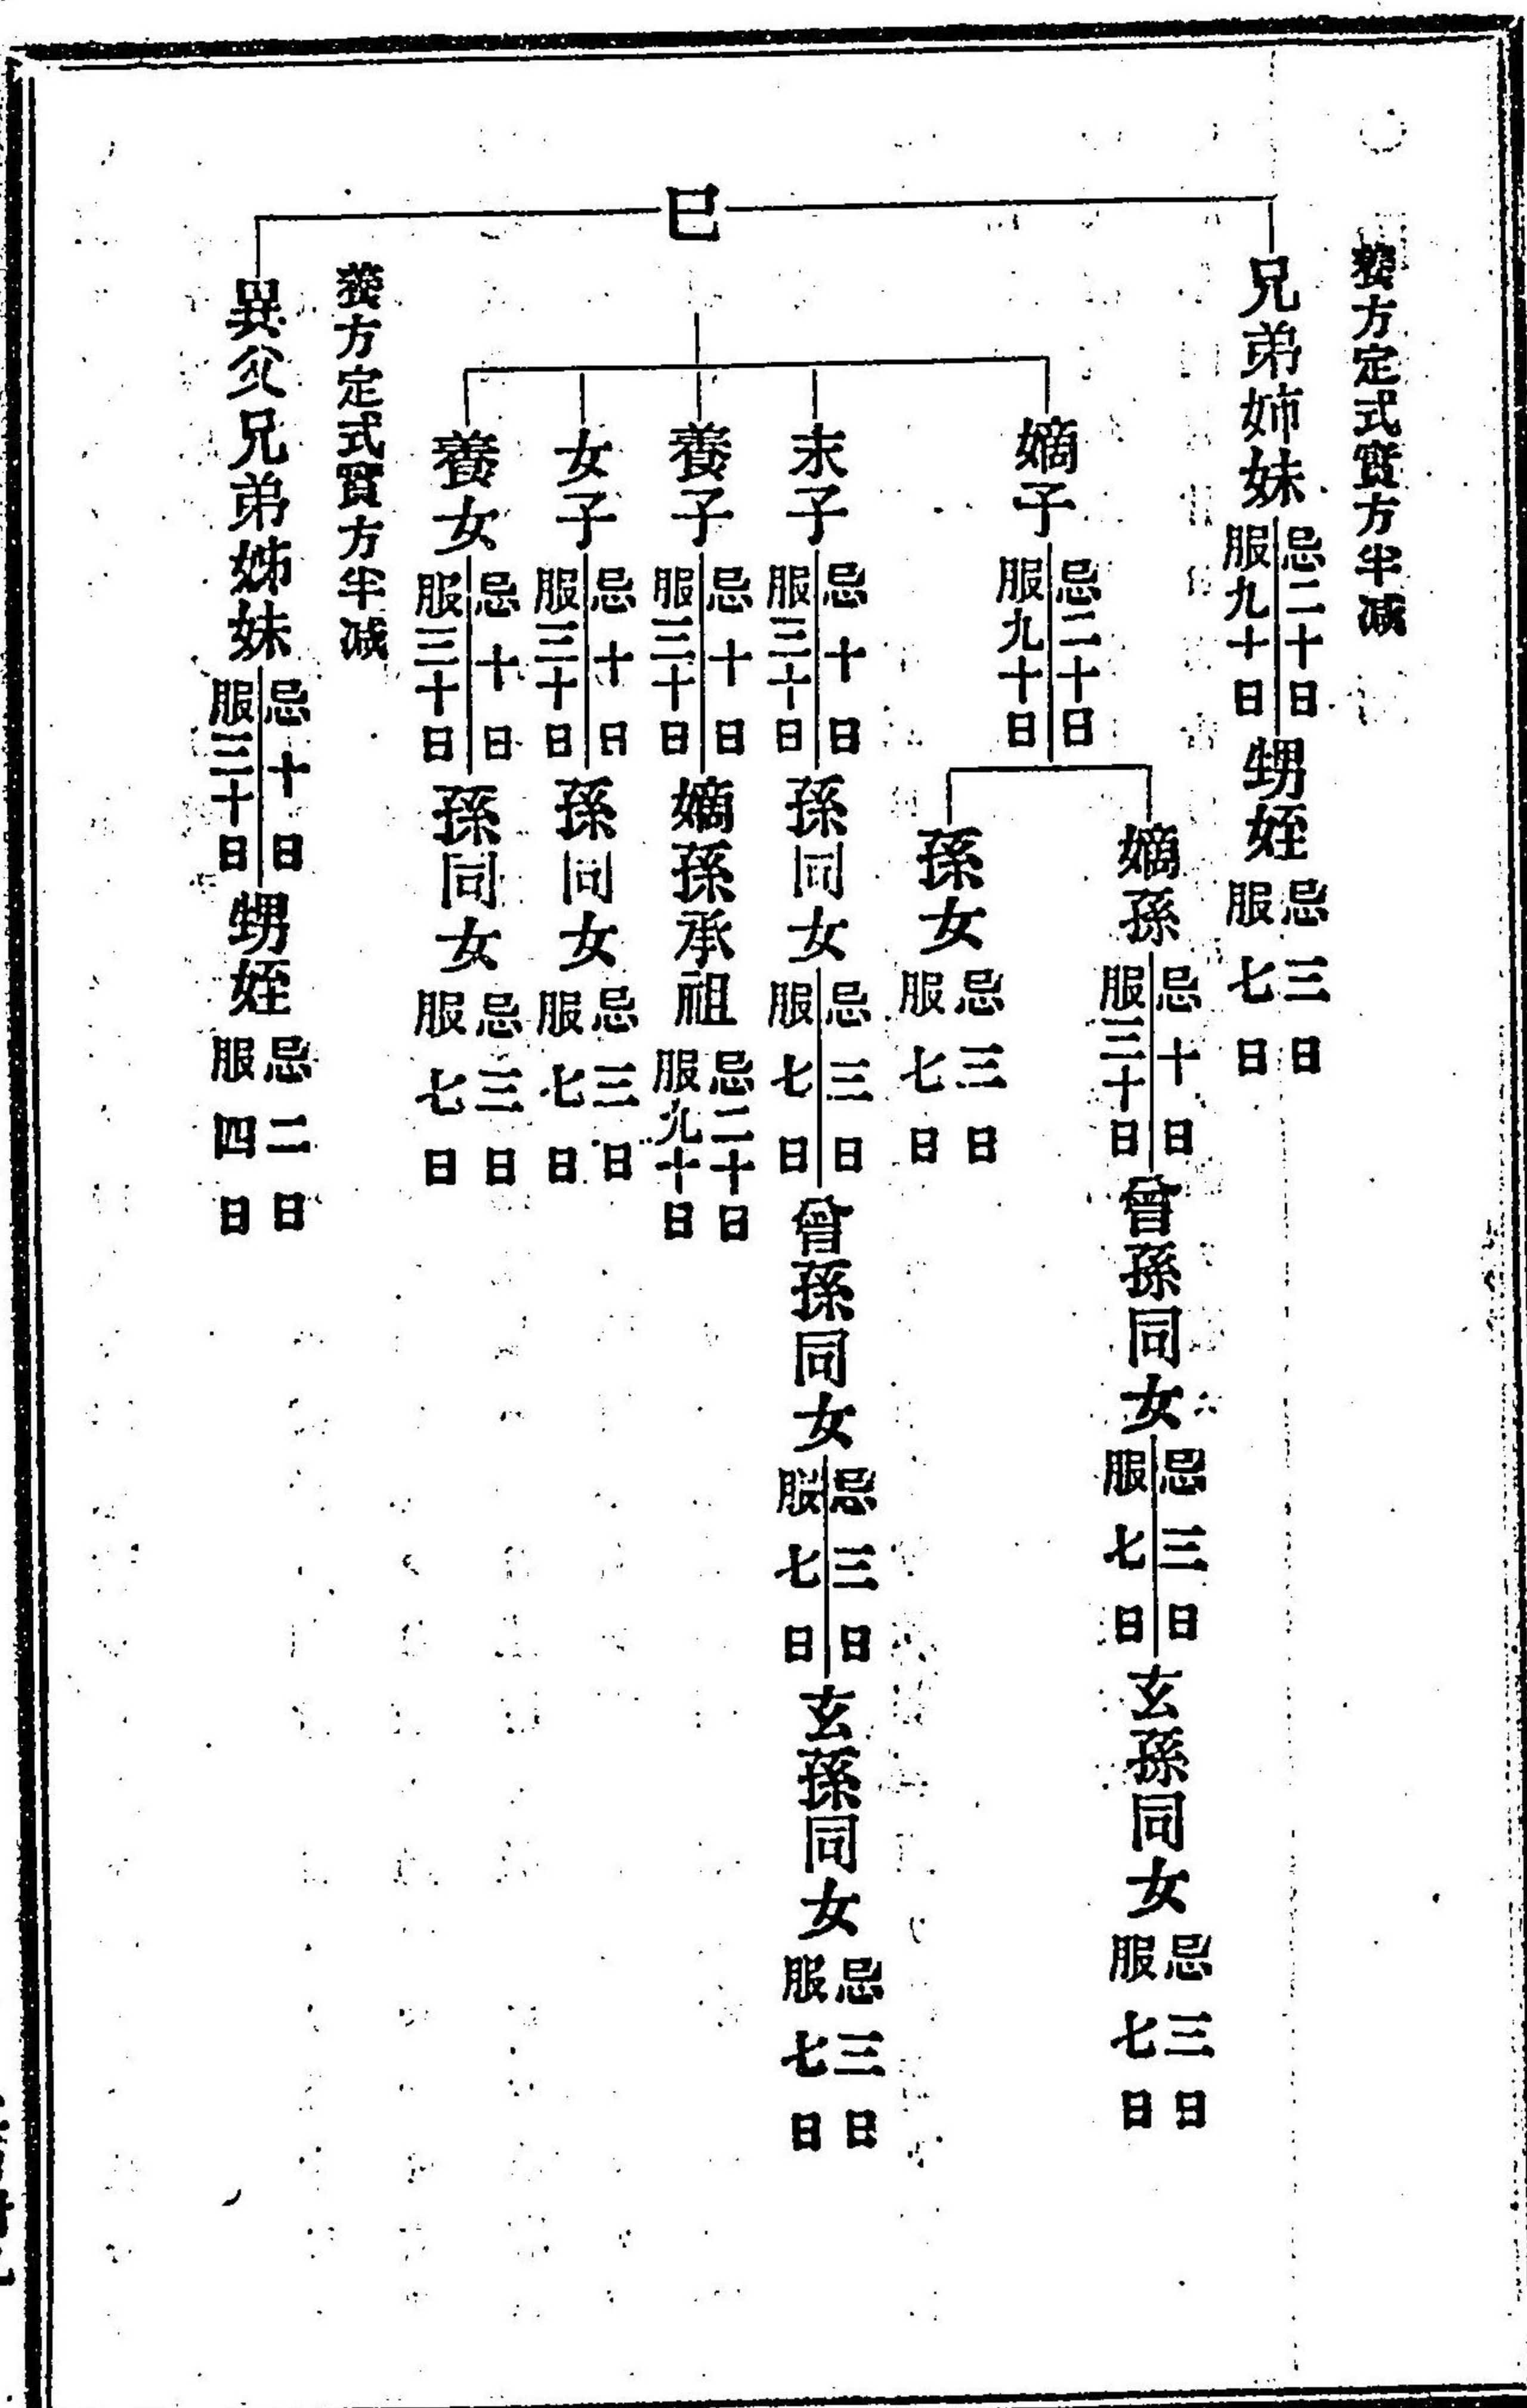 養方定式實方半減
兄弟姉妹
忌二十日
服九十日
甥姪
忌三日
服七日
嫡子
忌二十日
服九十日
嫡孫
忌十日
服三十日
曾孫同女
忌三日
服七日
玄孫同女
忌三日
服七日
孫女
忌三日
服七日
末子
忌十日
服三十日
孫同女
忌三日
服七日
曾孫同女
忌三日
服七日
玄孫同女
忌三日
服七日
巳
養子
忌十日
服三十日
嫡孫承祖
忌二十日
服九十日
女子
忌十日
服三十日
孫同女
忌三日
服七日
養女
忌十日
服三十日
孫同女
忌三日
服七日
養方定式實方半減
異父兄弟姊妹
忌十日
服三十日
甥姪
忌二日
服四日